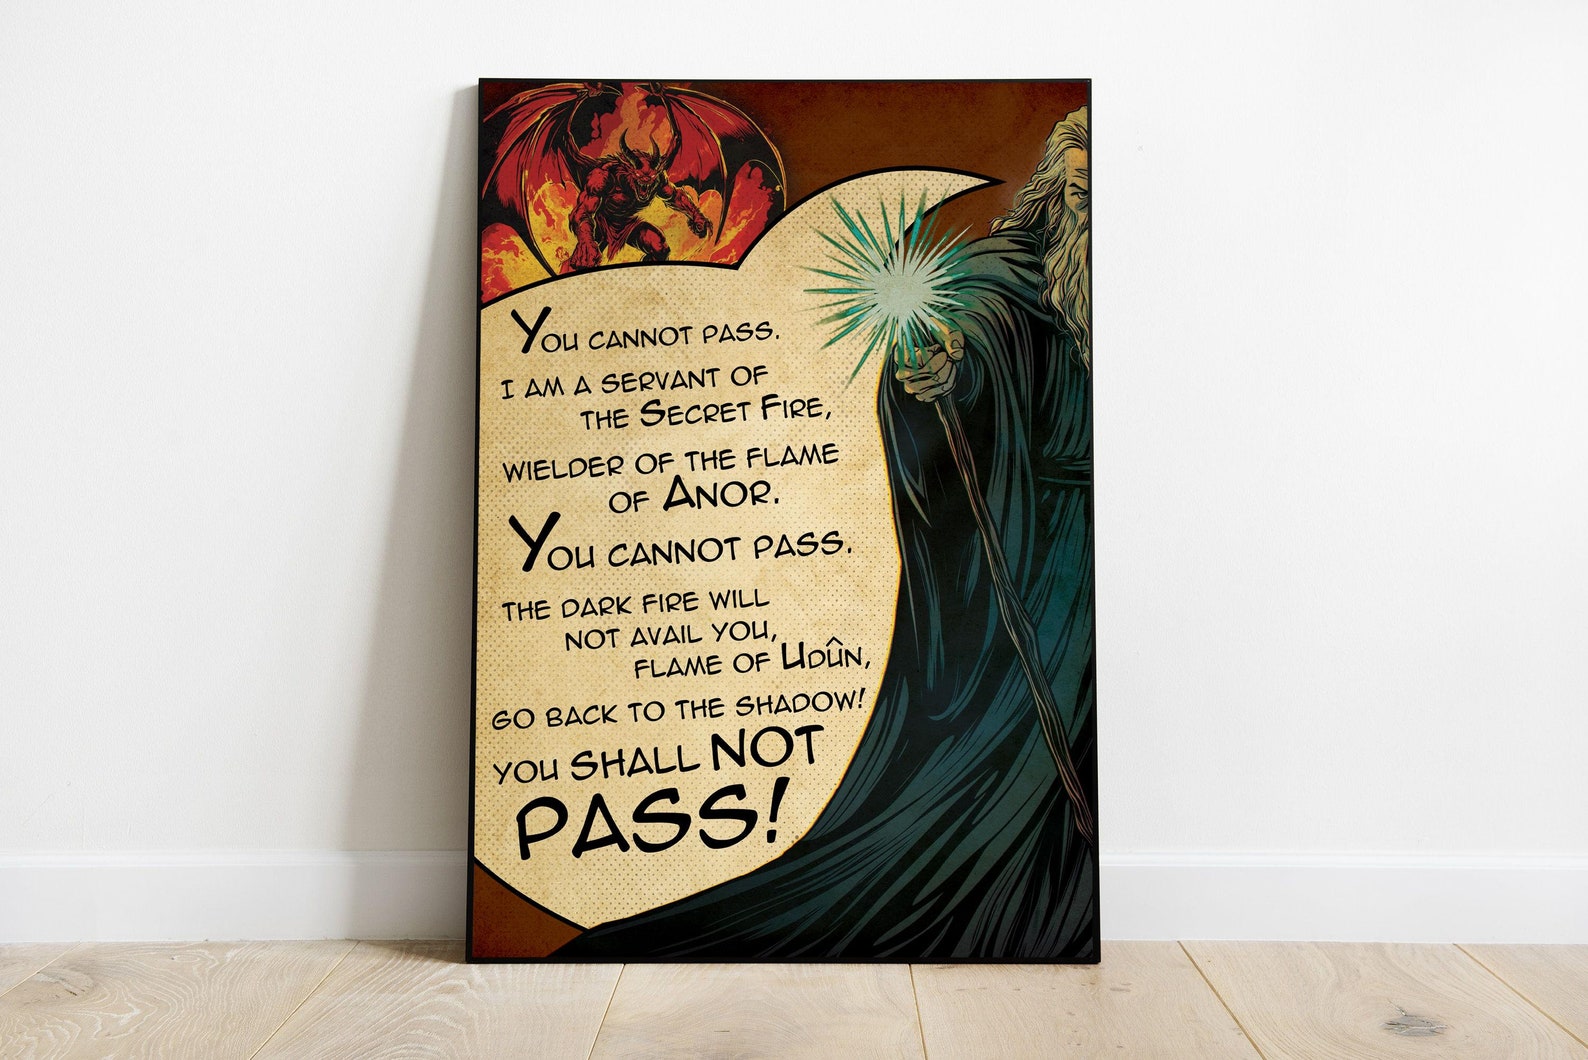 You cannot pass.
I am a servant of
the Secret Fire,
wielder of the flame
of Anor.
You cannot pass.
The dark fire will
not avail you,
flame of Udûn,
go back to the shadow!
You shall NOT
PASS!